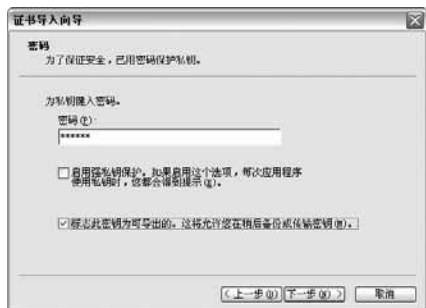 证书导入向导
密码
为了保证安全，已用密码保护私钥。
为私钥键入密码。
密码(P):
******
启用强私钥保护。如果启用这个选项，每次应用程序
使用私钥时，您都会得到提示(E)。
标志此密钥为可导出的。这将允许您在稍后备份或传输密钥(M)。
<上一步(B) 下一步(N)> 取消